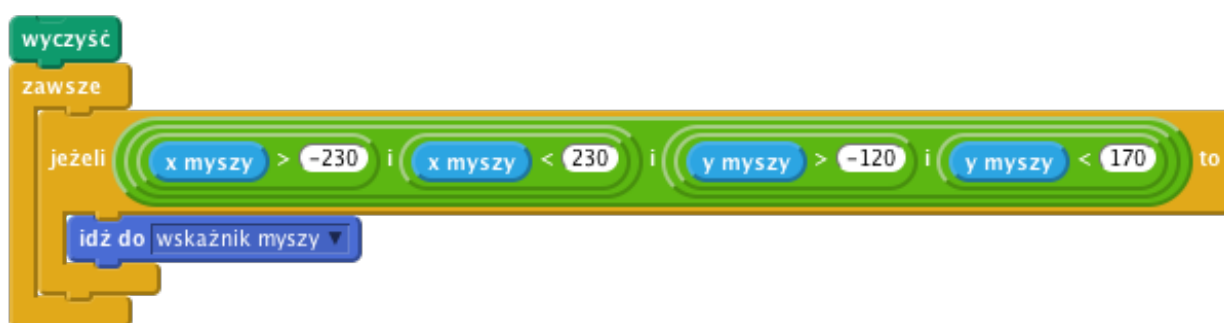 wyczyść
zawsze
jeżeli x myszy > -230 i x myszy < 230 i y myszy > -120 i y myszy < 170 to
idź do wskaźnik myszy